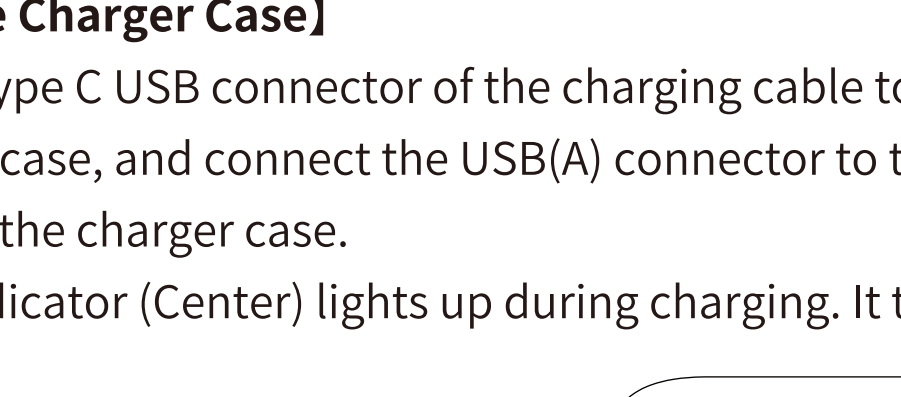 e Charger Case】
ype C USB connector of the charging cable to
case, and connect the USB(A) connector to t
the charger case.
dicator (Center) lights up during charging. It t